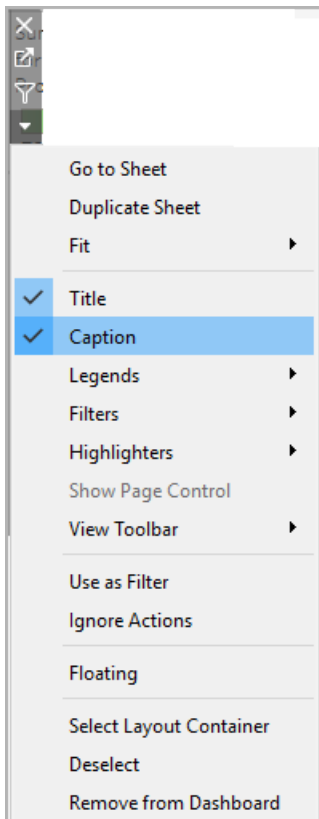 Go to Sheet
Duplicate Sheet
Fit
Title
Caption
Legends
Filters
Highlighters
Show Page Control
View Toolbar
Use as Filter
Ignore Actions
Floating
Select Layout Container
Deselect
Remove from Dashboard